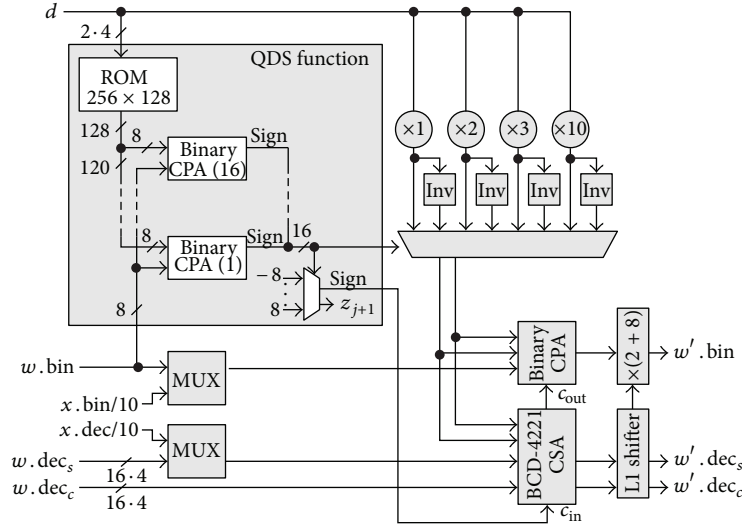 d
2·4
QDS function
ROM
256 × 128
×1
×2
×3
×10
128
8
Sign
120
Binary
CPA (16)
Inv
Inv
Inv
Inv
8
Sign
16
Binary
CPA (1)
−8
Sign
8
z_{j+1}
8
w.bin
MUX
x.bin/10
x.dec/10
MUX
w.dec_s
16·4
w.dec_c
16·4
Binary
CPA
×(2 + 8)
w′.bin
c_out
BCD-4221
CSA
L1 shifter
w′.dec_s
w′.dec_c
c_in